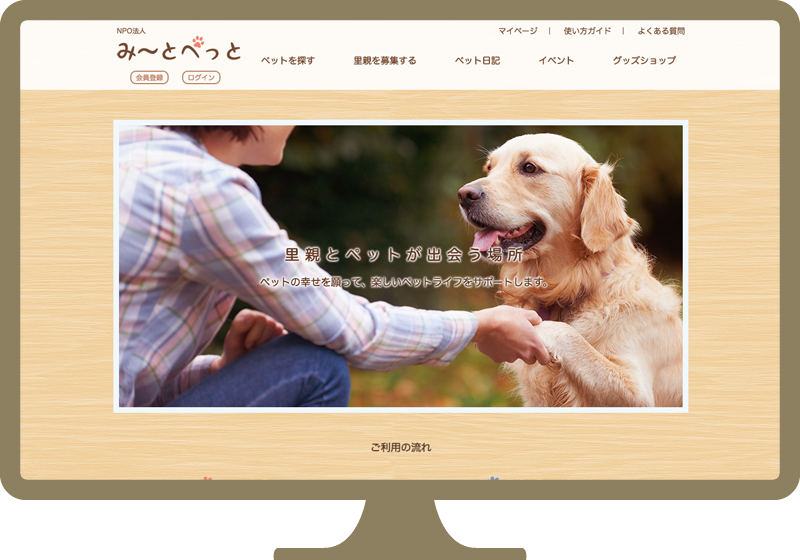 NPO法人
み〜とぺっと
会員登録
ログイン
マイページ | 使い方ガイド | よくある質問
ペットを探す 里親を募集する ペット日記 イベント グッズショップ
里親とペットが出会う場所
ペットの幸せを願って、楽しいペットライフをサポートします。
ご利用の流れ